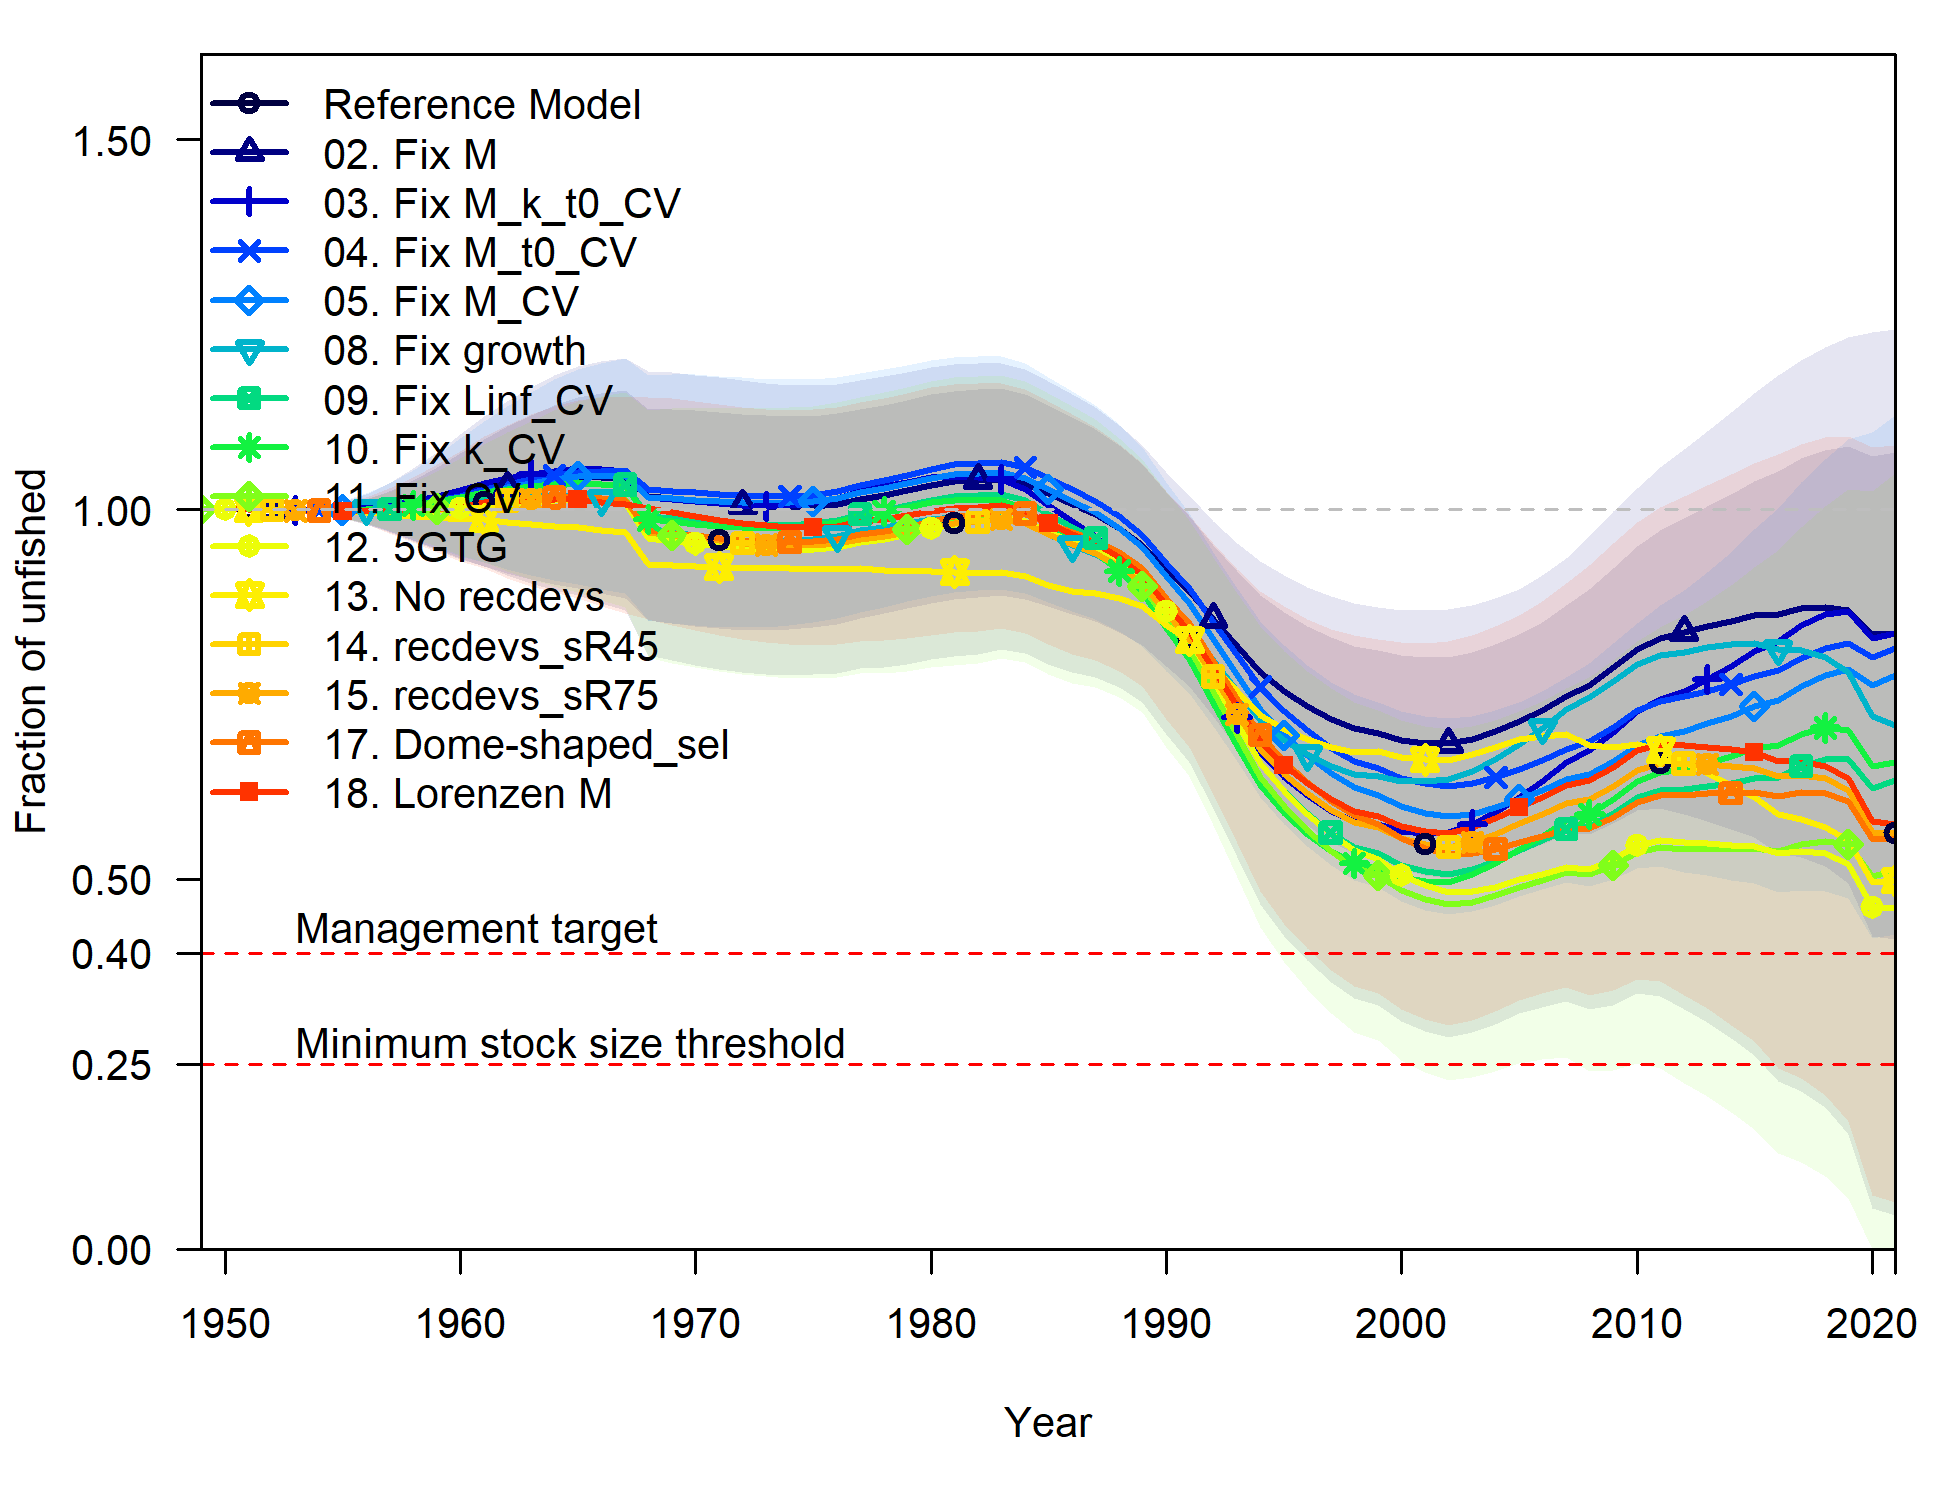 Reference Model
02. Fix M
03. Fix M_k_t0_CV
04. Fix M_t0_CV
05. Fix M_CV
08. Fix growth
09. Fix Linf_CV
10. Fix k_CV
11. Fix CV
12. 5GTG
13. No recdevs
14. recdevs_sR45
15. recdevs_sR75
17. Dome-shaped_sel
18. Lorenzen M
Fraction of unfished
1.50
1.00
0.50
0.40
0.25
0.00
Management target
Minimum stock size threshold
1950 1960 1970 1980 1990 2000 2010 2020
Year